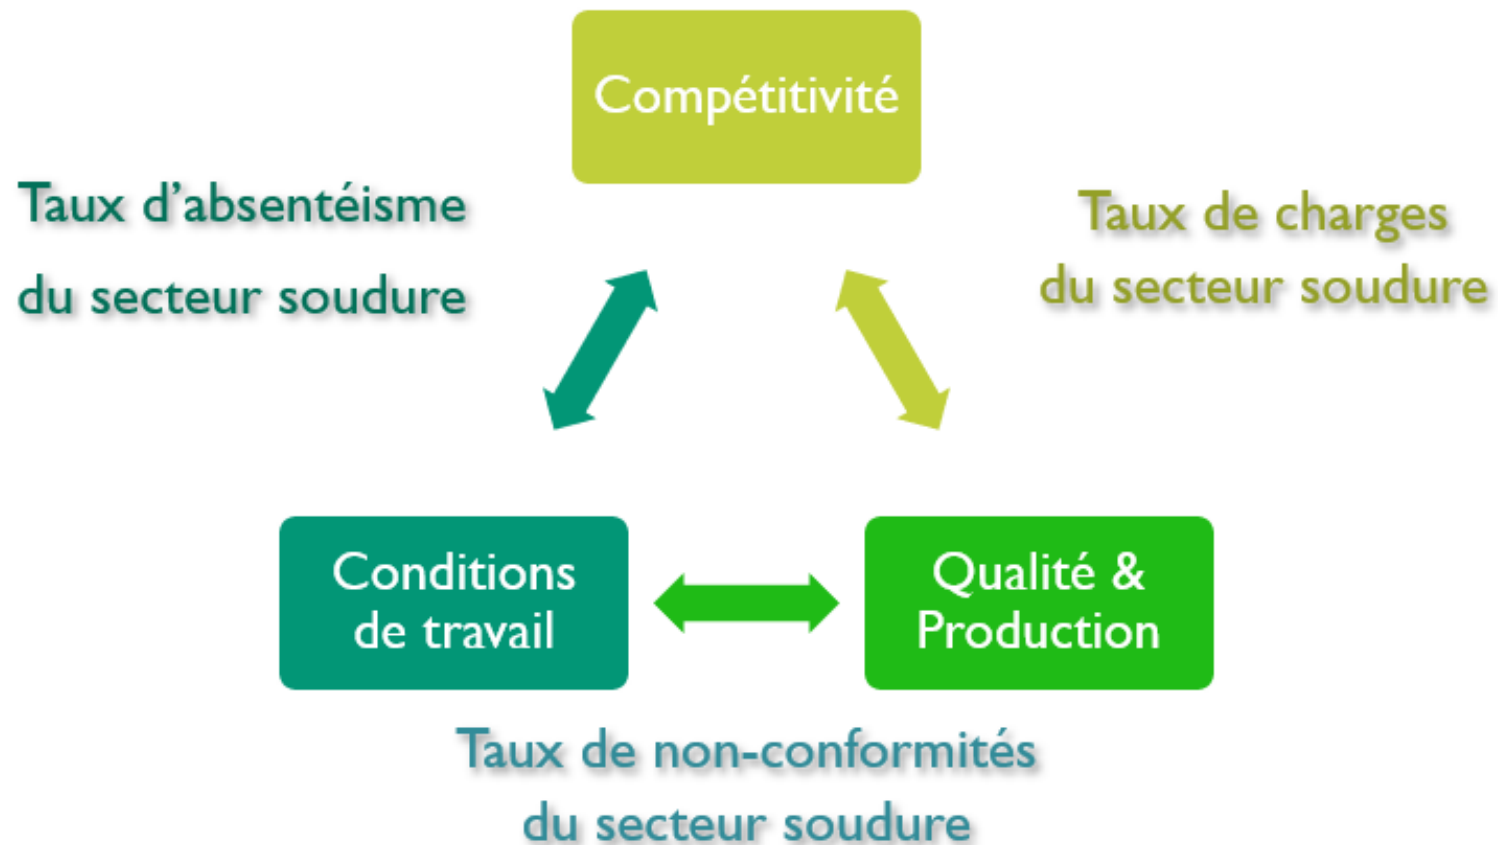 Compétitivité
Taux d’absentéisme
du secteur soudure
Taux de charges
du secteur soudure
Conditions
de travail
Qualité &
Production
Taux de non-conformités
du secteur soudure